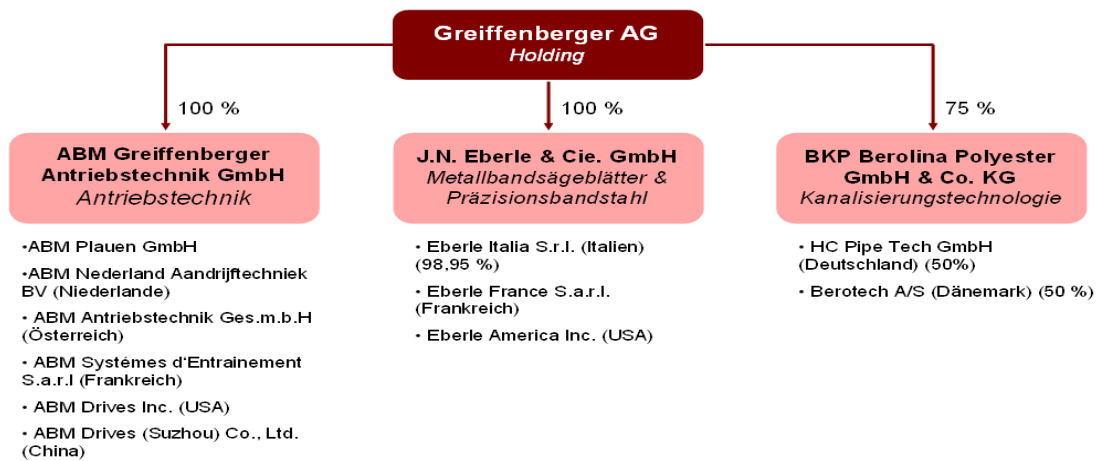 Greiffenberger AG
Holding
100 %
100 %
75 %
ABM Greiffenberger
Antriebstechnik GmbH
Antriebstechnik
J.N. Eberle & Cie. GmbH
Metallbandsägeblätter &
Präzisionsbandstahl
BKP Berolina Polyester
GmbH & Co. KG
Kanalisierungstechnologie
•ABM Plauen GmbH
•ABM Nederland Aandrijftechniek
BV (Niederlande)
• ABM Antriebstechnik Ges.m.b.H
(Österreich)
• ABM Systémes d'Entrainement
S.a.r.l (Frankreich)
• ABM Drives Inc. (USA)
• ABM Drives (Suzhou) Co., Ltd.
(China)
• Eberle Italia S.r.l. (Italien)
(98,95 %)
• Eberle France S.a.r.l.
(Frankreich)
• Eberle America Inc. (USA)
• HC Pipe Tech GmbH
(Deutschland) (50%)
• Berotech A/S (Dänemark) (50 %)